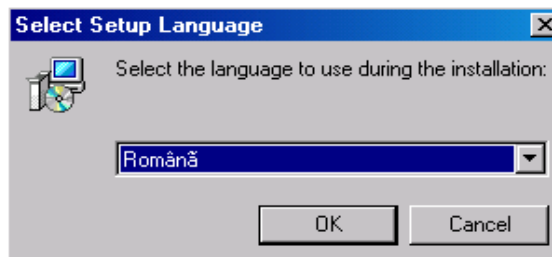 Select Setup Language
Select the language to use during the installation:
Română
OK
Cancel